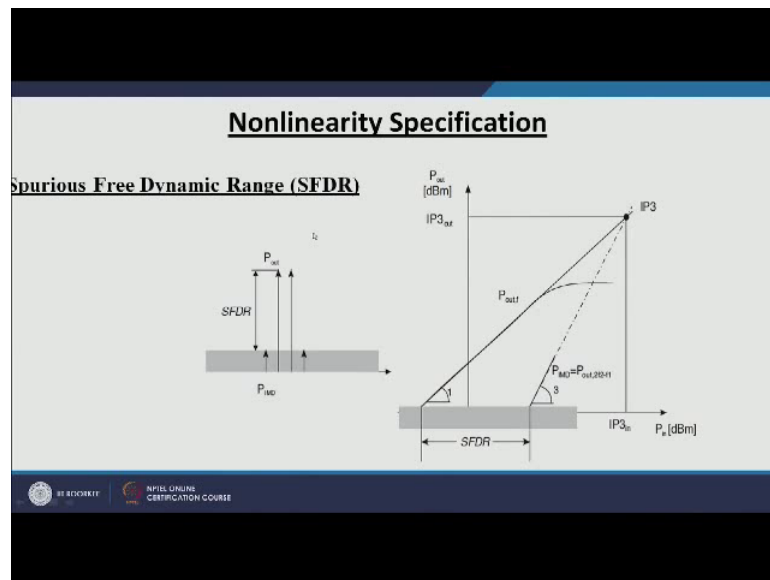 Nonlinearity Specification
Spurious Free Dynamic Range (SFDR)
P_out
SFDR
P_IMD
P_out
[dBm]
IP3_out
IP3
P_out,f
P_IMD=P_out,2f2-f1
1
3
IP3_in
P_in [dBm]
SFDR
IIT ROORKEE
NPTEL ONLINE
CERTIFICATION COURSE